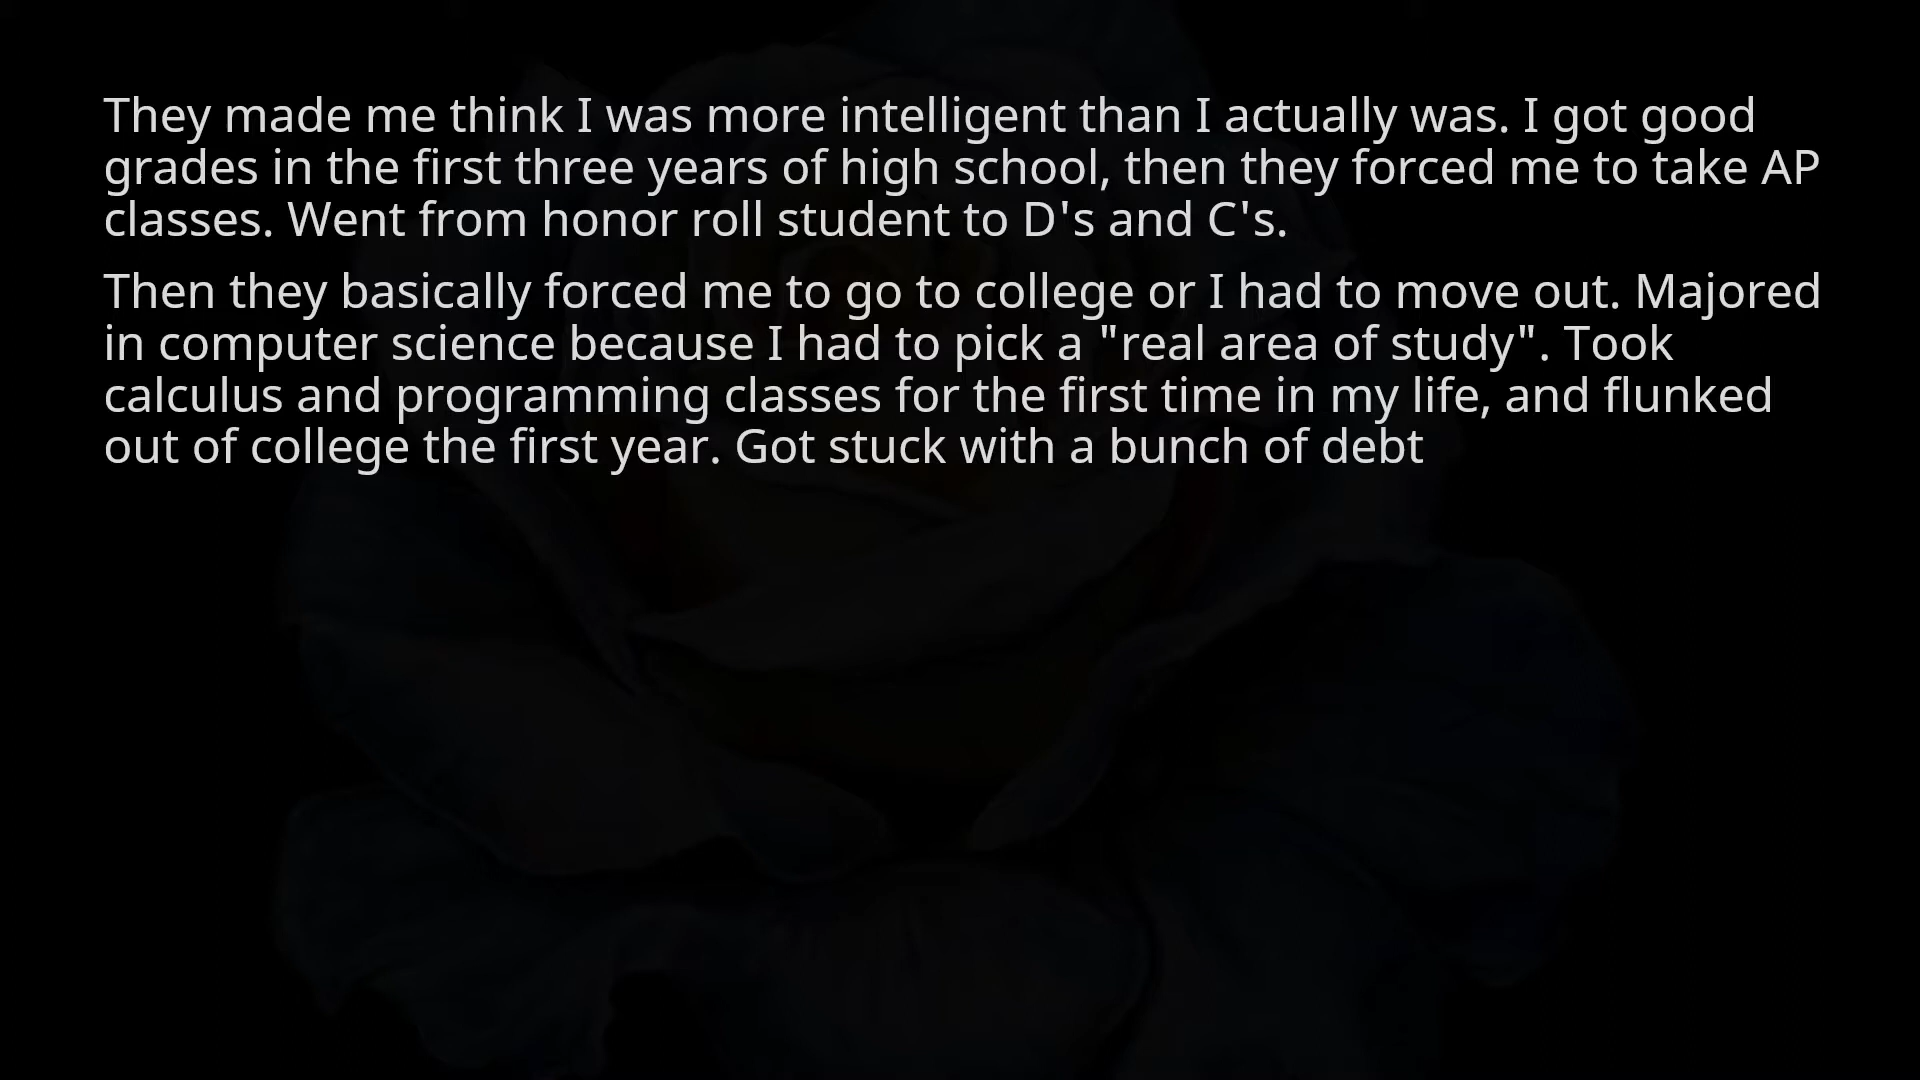 They made me think I was more intelligent than I actually was. I got good
grades in the first three years of high school, then they forced me to take AP
classes. Went from honor roll student to D's and C's.
Then they basically forced me to go to college or I had to move out. Majored
in computer science because I had to pick a "real area of study". Took
calculus and programming classes for the first time in my life, and flunked
out of college the first year. Got stuck with a bunch of debt